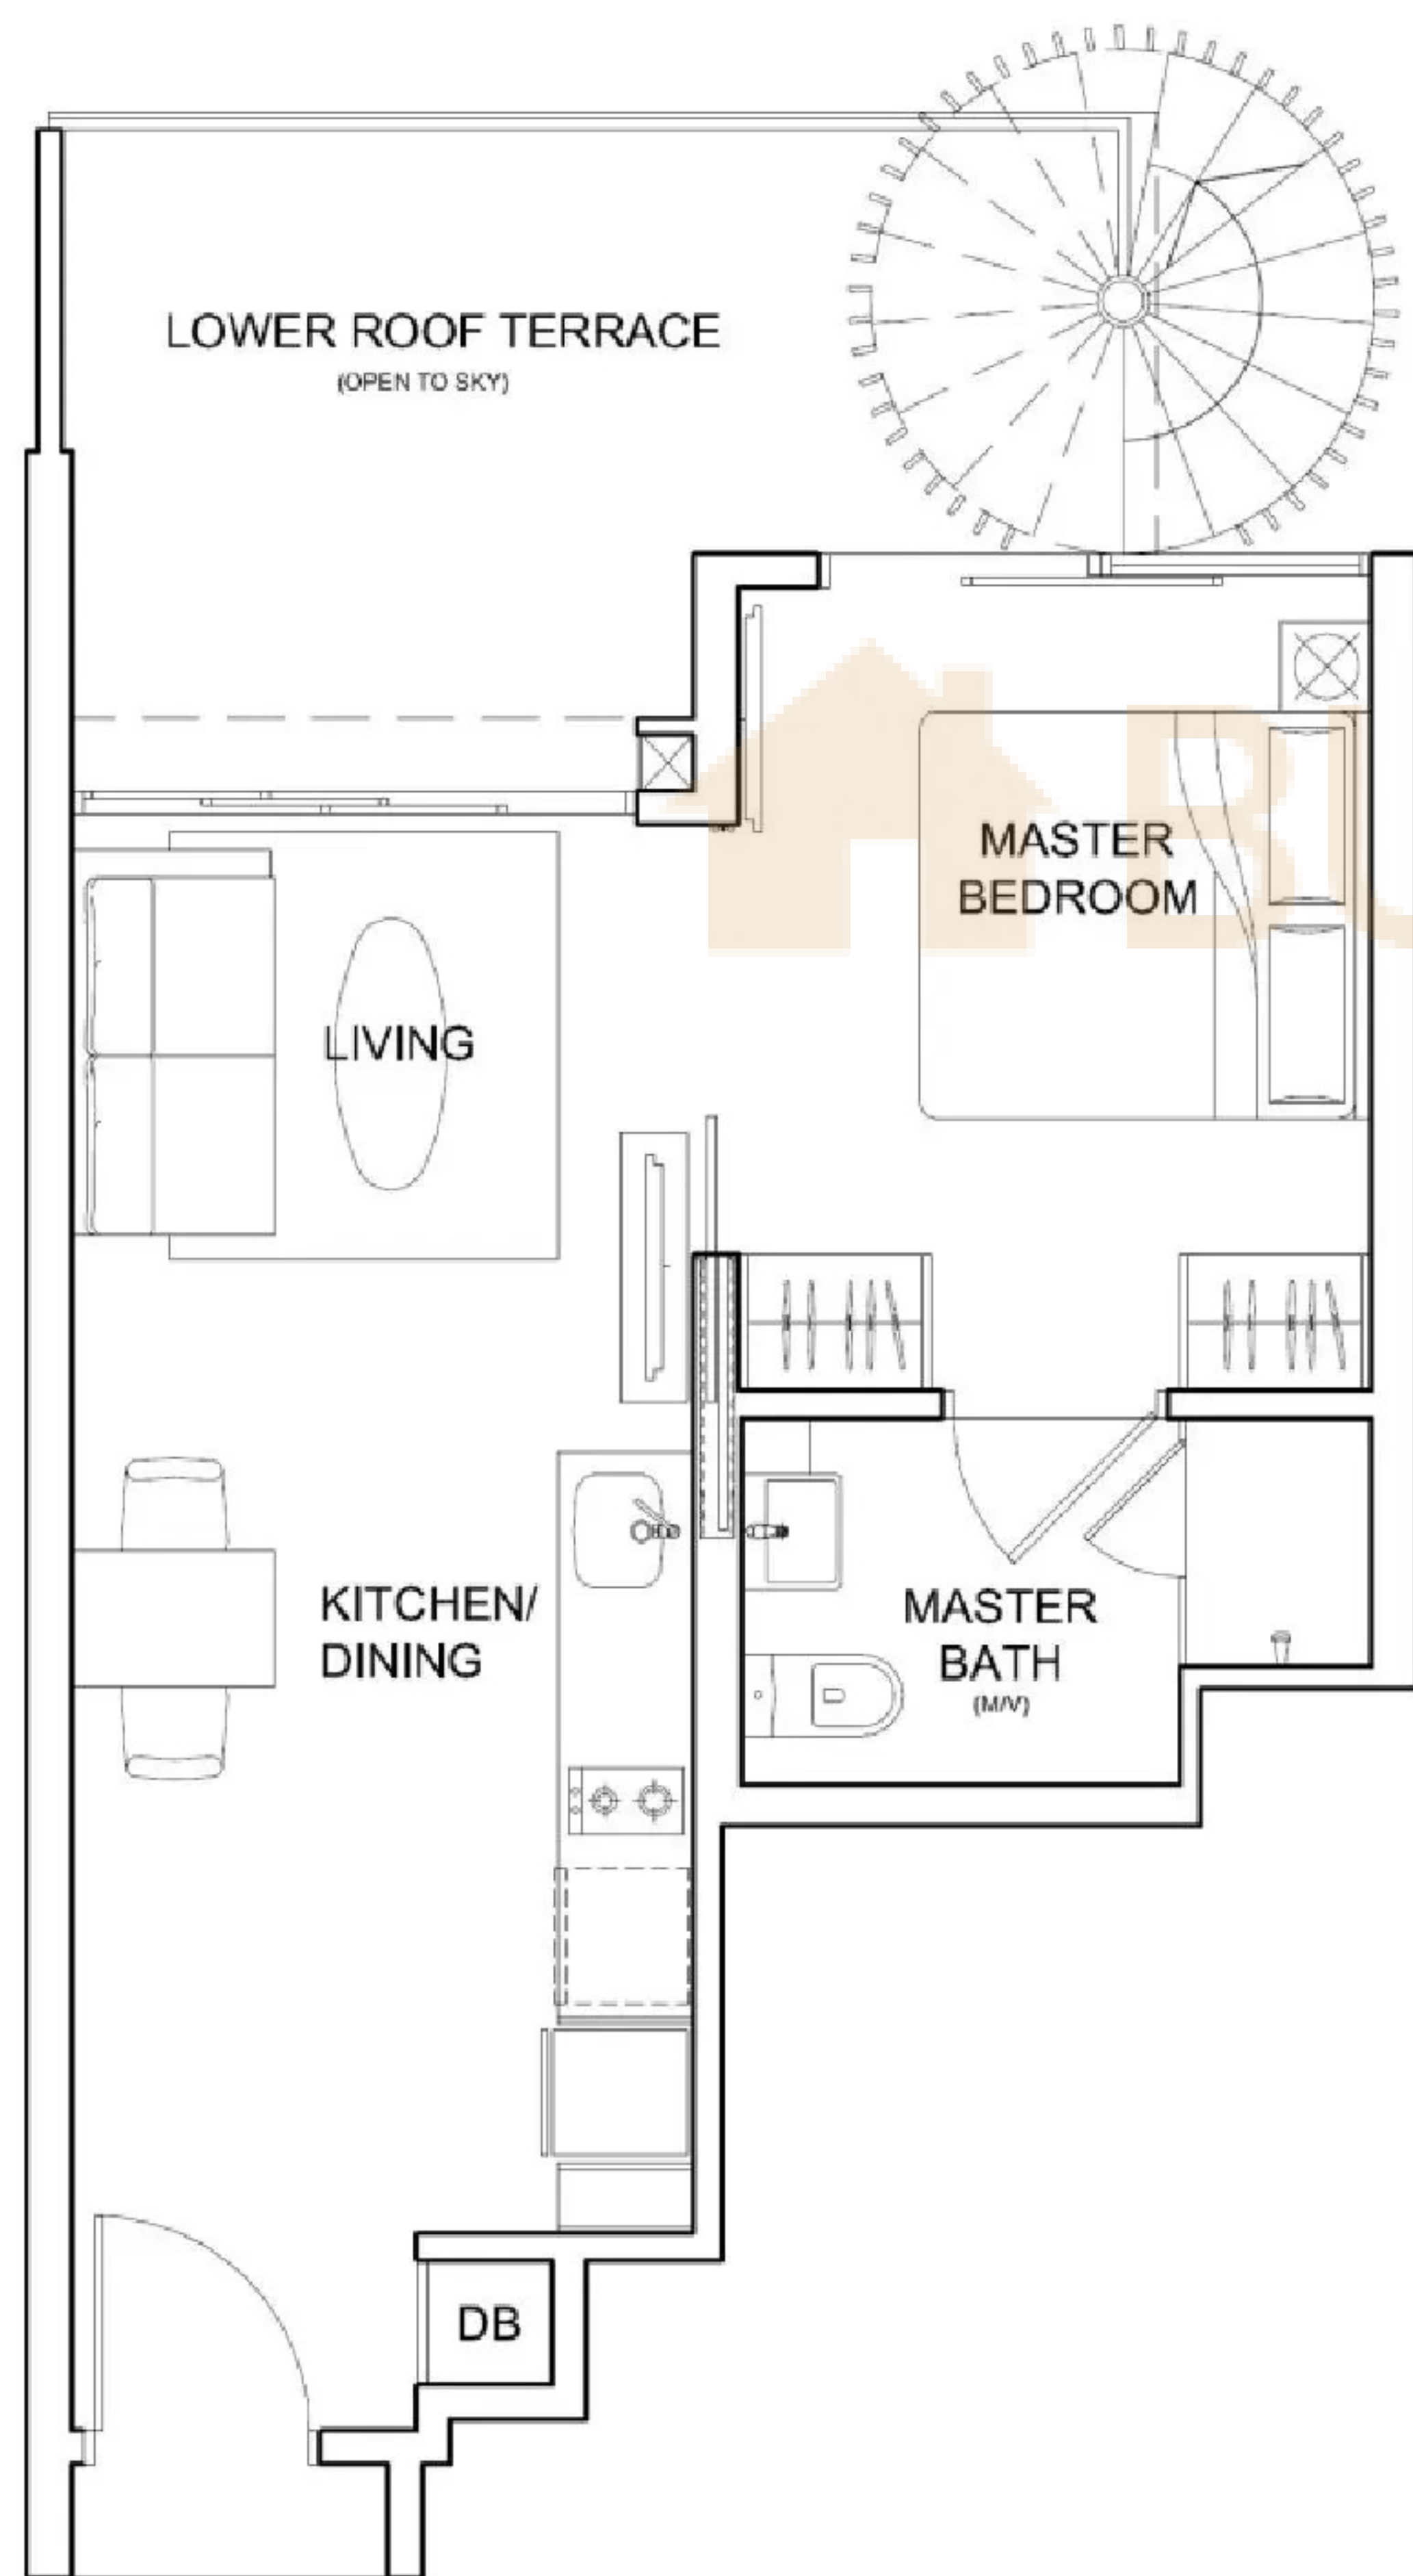 LOWER ROOF TERRACE
(OPEN TO SKY)
MASTER
BEDROOM
LIVING
KITCHEN/
DINING
MASTER
BATH
(M/V)
DB